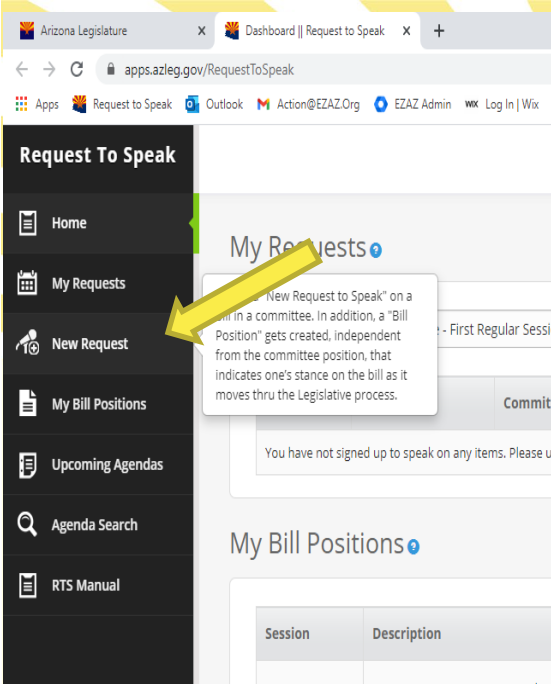 Arizona Legislature
Dashboard || Request to Speak
apps.azleg.gov/RequestToSpeak
Apps Request to Speak Outlook Action@EZAZ.Org EZAZ Admin WIX Log In | Wix
Request To Speak
Home
My Requests
New Request
My Bill Positions
Upcoming Agendas
Agenda Search
RTS Manual
My Requests
"New Request to Speak" on a
bill in a committee. In addition, a "Bill
Position" gets created, independent
from the committee position, that
indicates one's stance on the bill as it
moves thru the Legislative process.
- First Regular Sessi
Commit
You have not signed up to speak on any items. Please u
My Bill Positions
Session Description